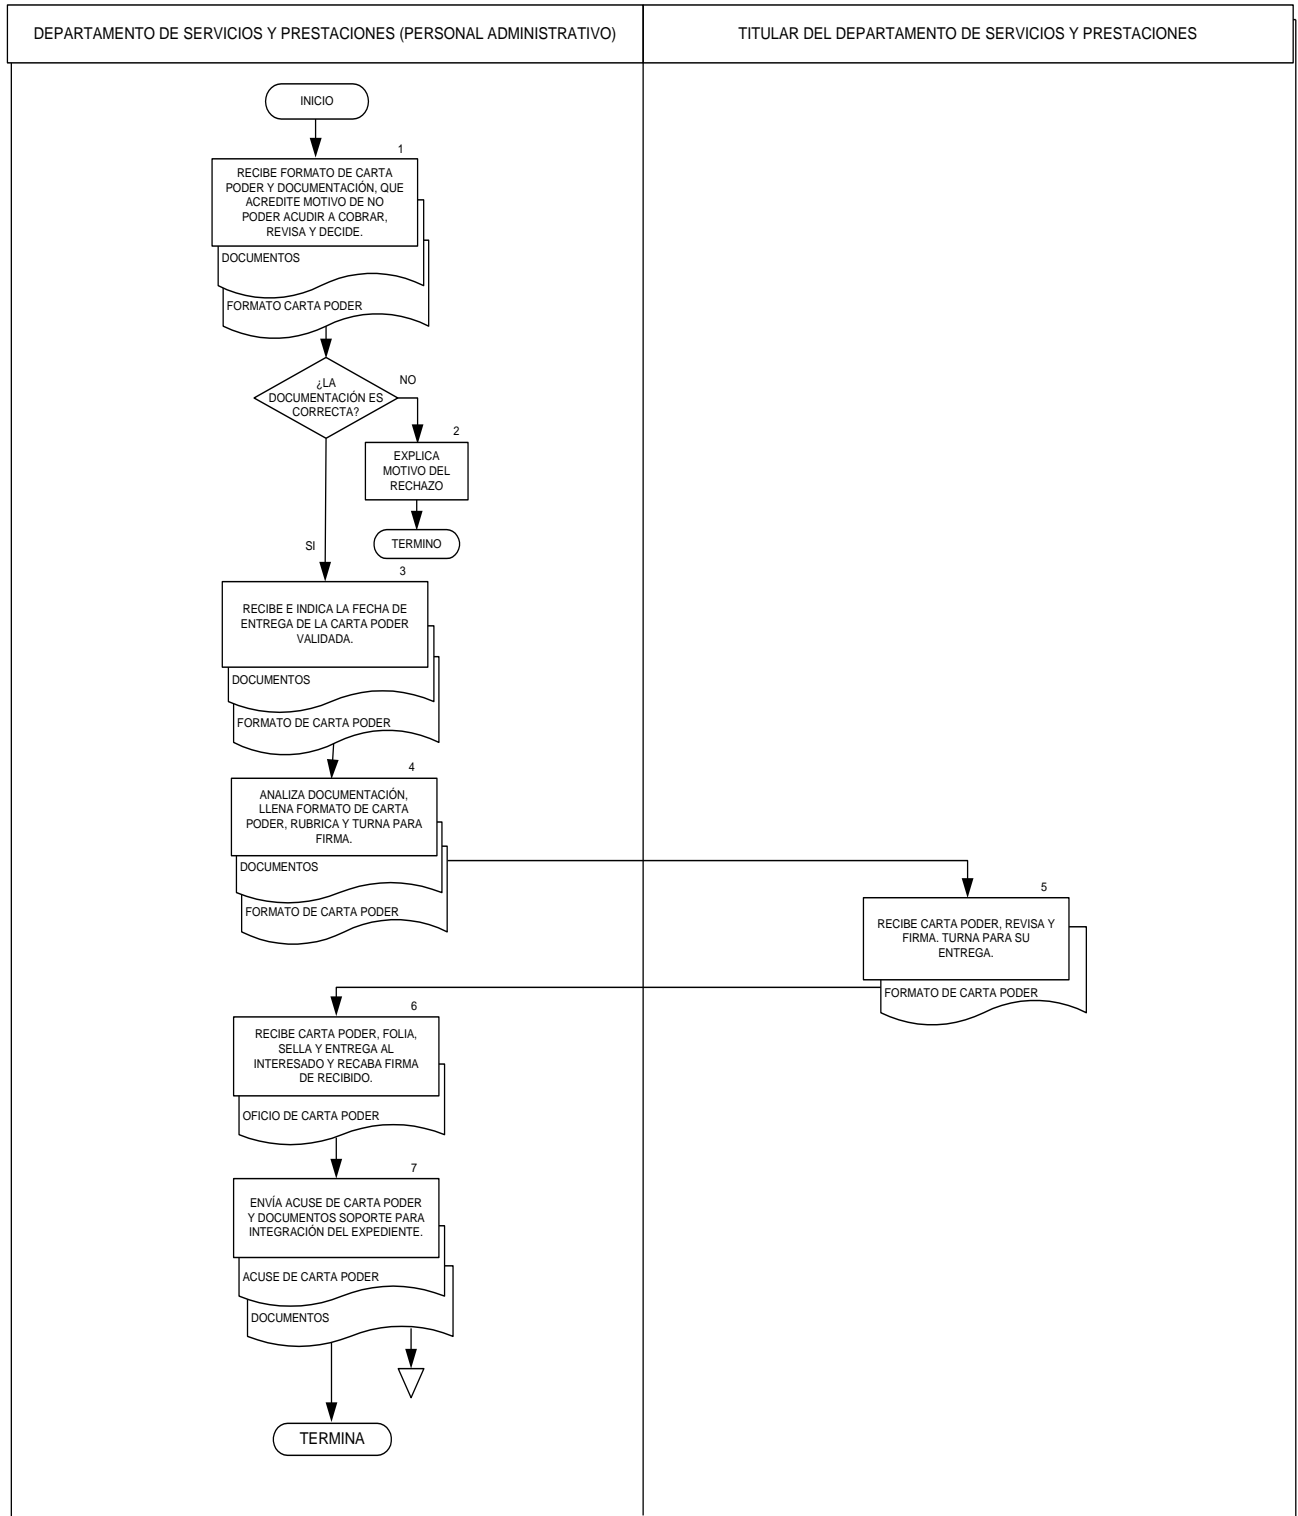 DEPARTAMENTO DE SERVICIOS Y PRESTACIONES (PERSONAL ADMINISTRATIVO)
TITULAR DEL DEPARTAMENTO DE SERVICIOS Y PRESTACIONES
INICIO
1
RECIBE FORMATO DE CARTA
PODER Y DOCUMENTACIÓN, QUE
ACREDITE MOTIVO DE NO
PODER ACUDIR A COBRAR,
REVISA Y DECIDE.
DOCUMENTOS
FORMATO CARTA PODER
¿LA
DOCUMENTACIÓN ES
CORRECTA?
NO
2
EXPLICA
MOTIVO DEL
RECHAZO
TERMINO
SI
3
RECIBE E INDICA LA FECHA DE
ENTREGA DE LA CARTA PODER
VALIDADA.
DOCUMENTOS
FORMATO DE CARTA PODER
4
ANALIZA DOCUMENTACIÓN,
LLENA FORMATO DE CARTA
PODER, RUBRICA Y TURNA PARA
FIRMA.
DOCUMENTOS
FORMATO DE CARTA PODER
5
RECIBE CARTA PODER, REVISA Y
FIRMA. TURNA PARA SU
ENTREGA.
FORMATO DE CARTA PODER
6
RECIBE CARTA PODER, FOLIA,
SELLA Y ENTREGA AL
INTERESADO Y RECABA FIRMA
DE RECIBIDO.
OFICIO DE CARTA PODER
7
ENVÍA ACUSE DE CARTA PODER
Y DOCUMENTOS SOPORTE PARA
INTEGRACIÓN DEL EXPEDIENTE.
ACUSE DE CARTA PODER
DOCUMENTOS
TERMINA